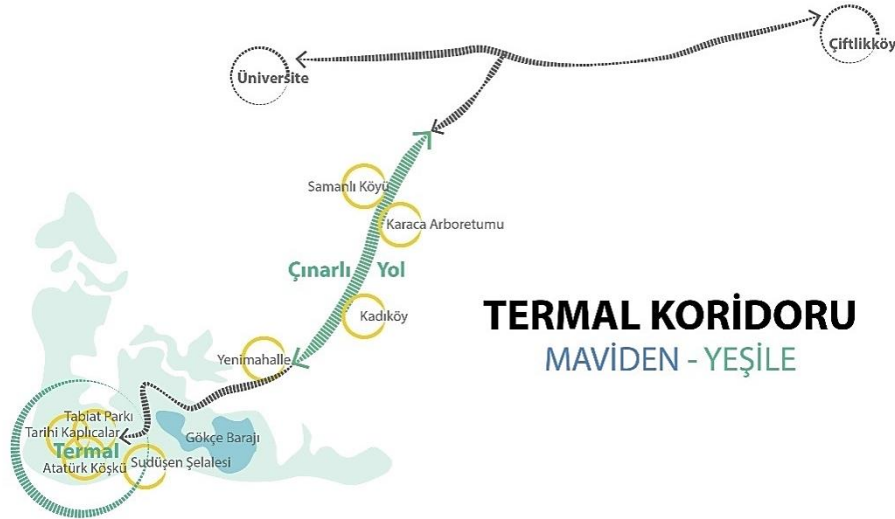 Çiftlikköy
Üniversite
Samanlı Köyü
Karaca Arboretumu
Çınarlı Yol
Kadıköy
TERMAL KORİDORU
MAVİDEN - YEŞİLE
Yenimahalle
Tabiat Parkı
Tarihi Kaplıcalar
Termal
Atatürk Köşkü
Gökçe Barajı
Sudüşen Şelalesi